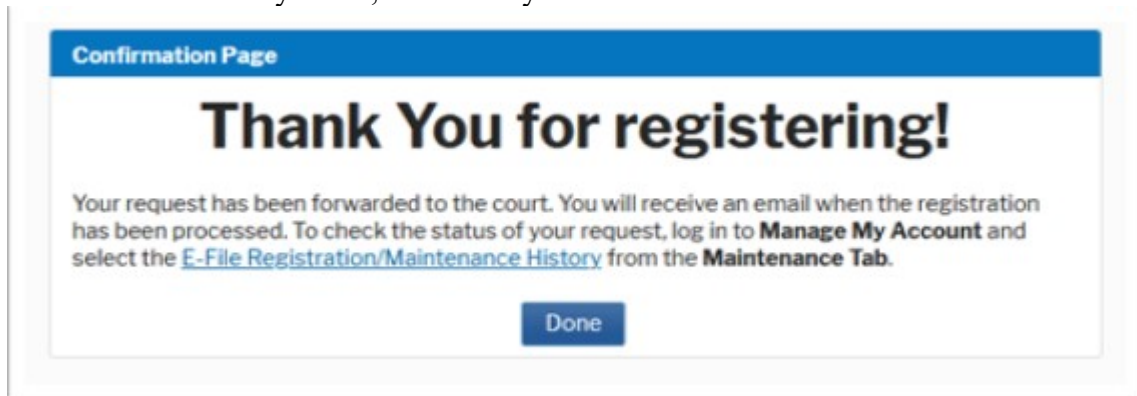 Confirmation Page
Thank You for registering!
Your request has been forwarded to the court. You will receive an email when the registration
has been processed. To check the status of your request, log in to Manage My Account and
select the E-File Registration/Maintenance History from the Maintenance Tab.
Done